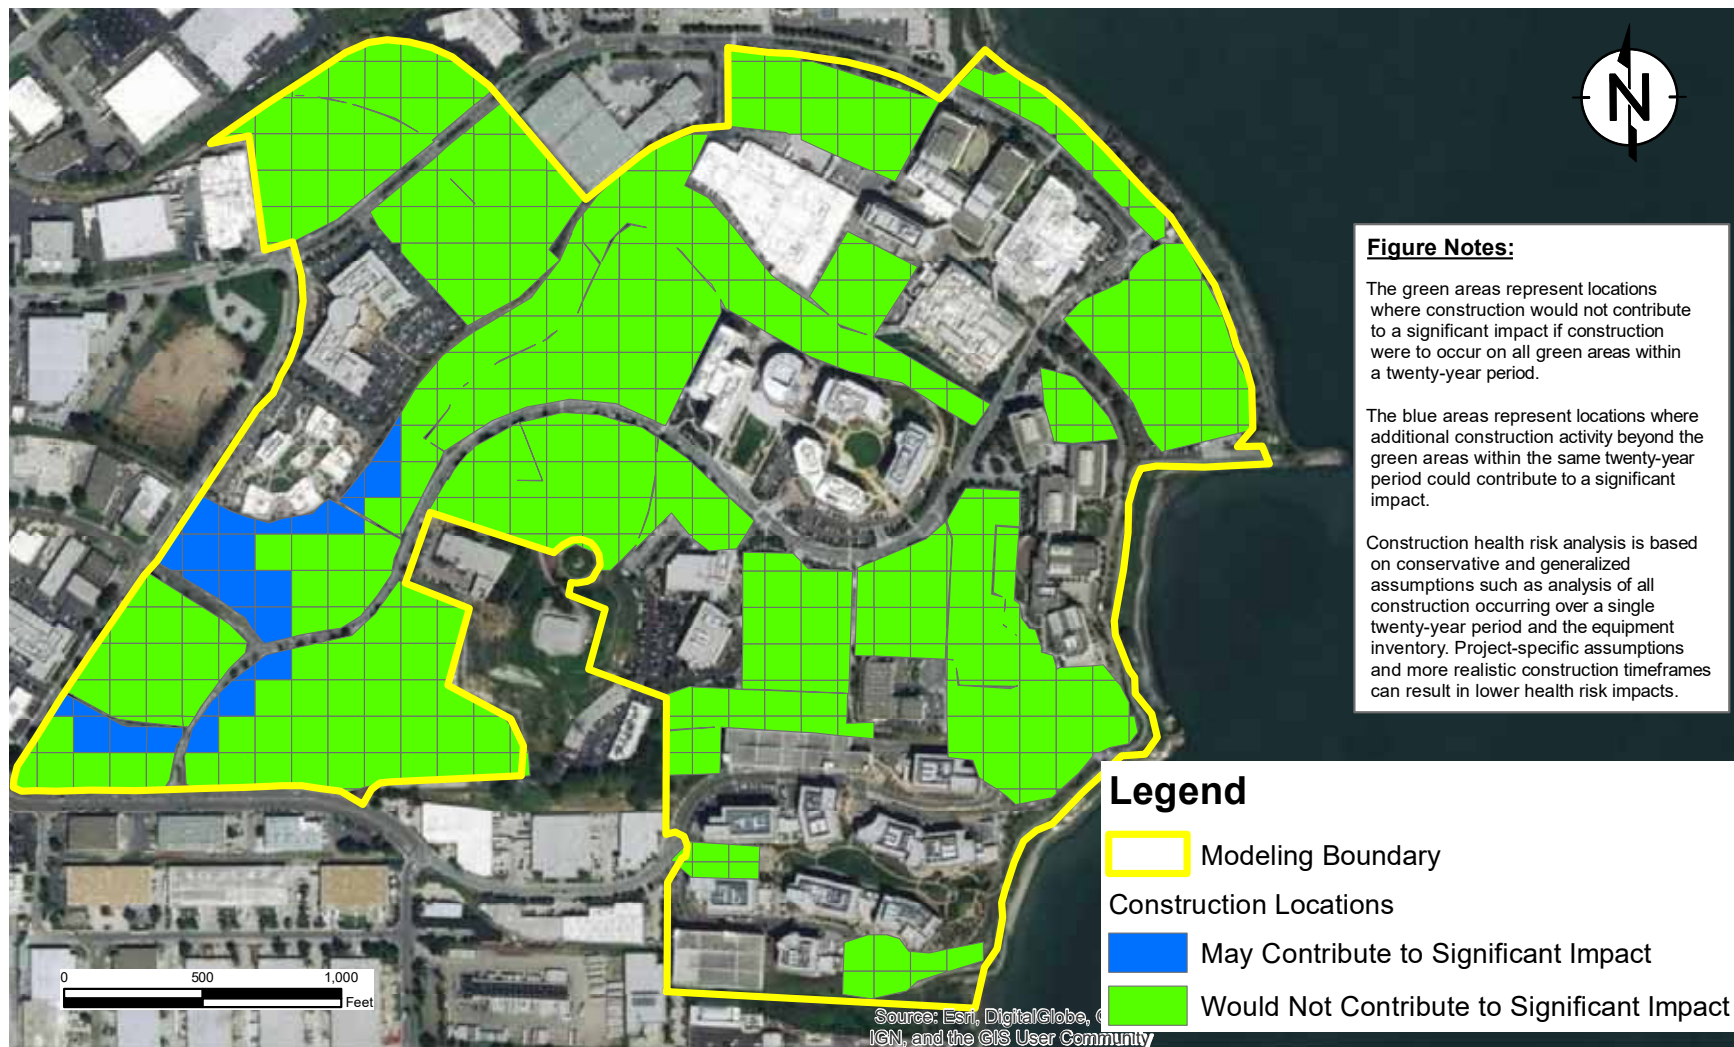 N
Figure Notes:
The green areas represent locations
where construction would not contribute
to a significant impact if construction
were to occur on all green areas within
a twenty-year period.
The blue areas represent locations where
additional construction activity beyond the
green areas within the same twenty-year
period could contribute to a significant
impact.
Construction health risk analysis is based
on conservative and generalized
assumptions such as analysis of all
construction occurring over a single
twenty-year period and the equipment
inventory. Project-specific assumptions
and more realistic construction timeframes
can result in lower health risk impacts.
Legend
Modeling Boundary
Construction Locations
May Contribute to Significant Impact
Would Not Contribute to Significant Impact
0 500 1,000
Feet
Source: Esri, DigitalGlobe,
IGN, and the GIS User Community